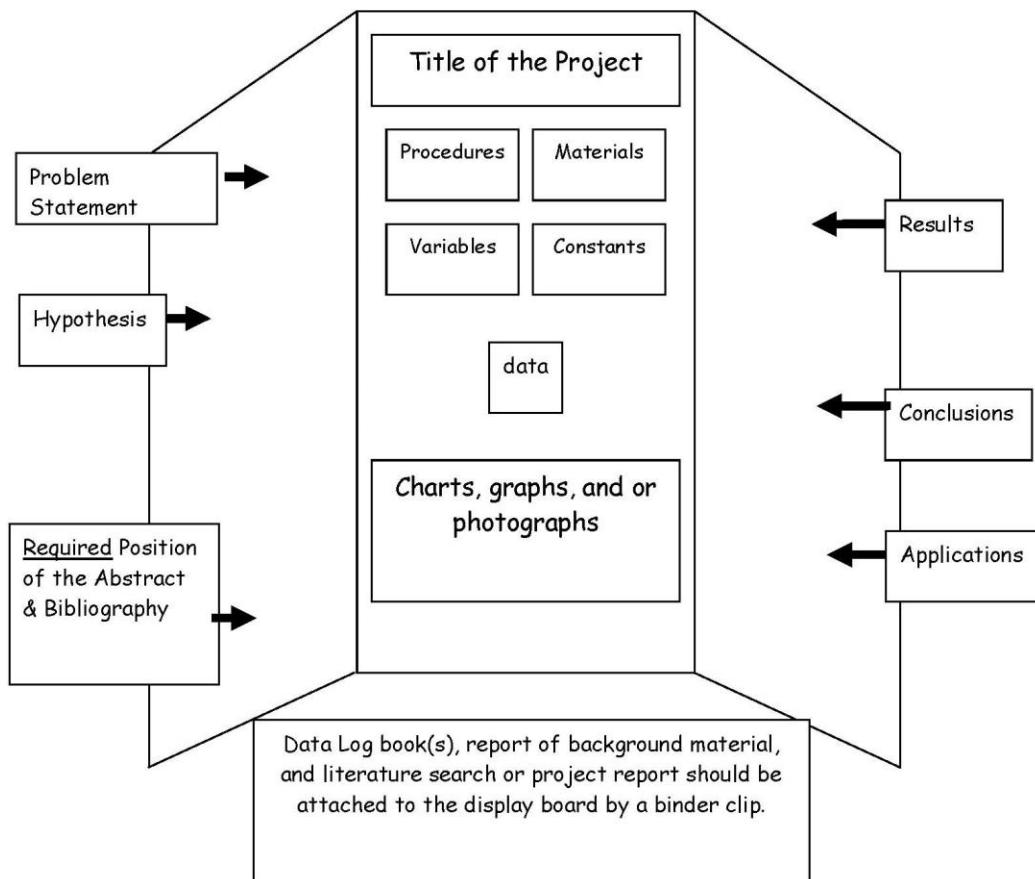 Title of the Project
Procedures
Materials
Problem
Statement
Variables
Constants
Results
Hypothesis
data
Conclusions
Charts, graphs, and or
photographs
Required Position
of the Abstract
& Bibliography
Applications
Data Log book(s), report of background material,
and literature search or project report should be
attached to the display board by a binder clip.